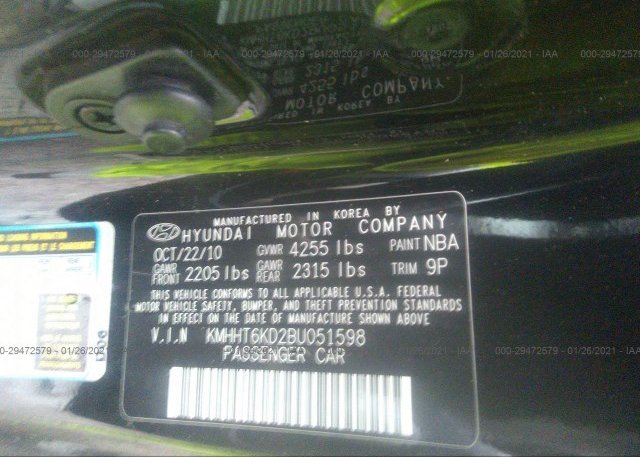 000-29472579 - 01/26/2021 - IAA
MANUFACTURED IN KOREA BY
HYUNDAI MOTOR COMPANY
OCT/22/10 GVWR 4255 lbs PAINT NBA
GAWR FRONT 2205 lbs GAWR REAR 2315 lbs TRIM 9P
THIS VEHICLE CONFORMS TO ALL APPLICABLE U.S.A. FEDERAL
MOTOR VEHICLE SAFETY, BUMPER, AND THEFT PREVENTION STANDARDS
IN EFFECT ON THE DATE OF MANUFACTURE SHOWN ABOVE
V.I.N KMHHT6KD2BU051598
PASSENGER CAR